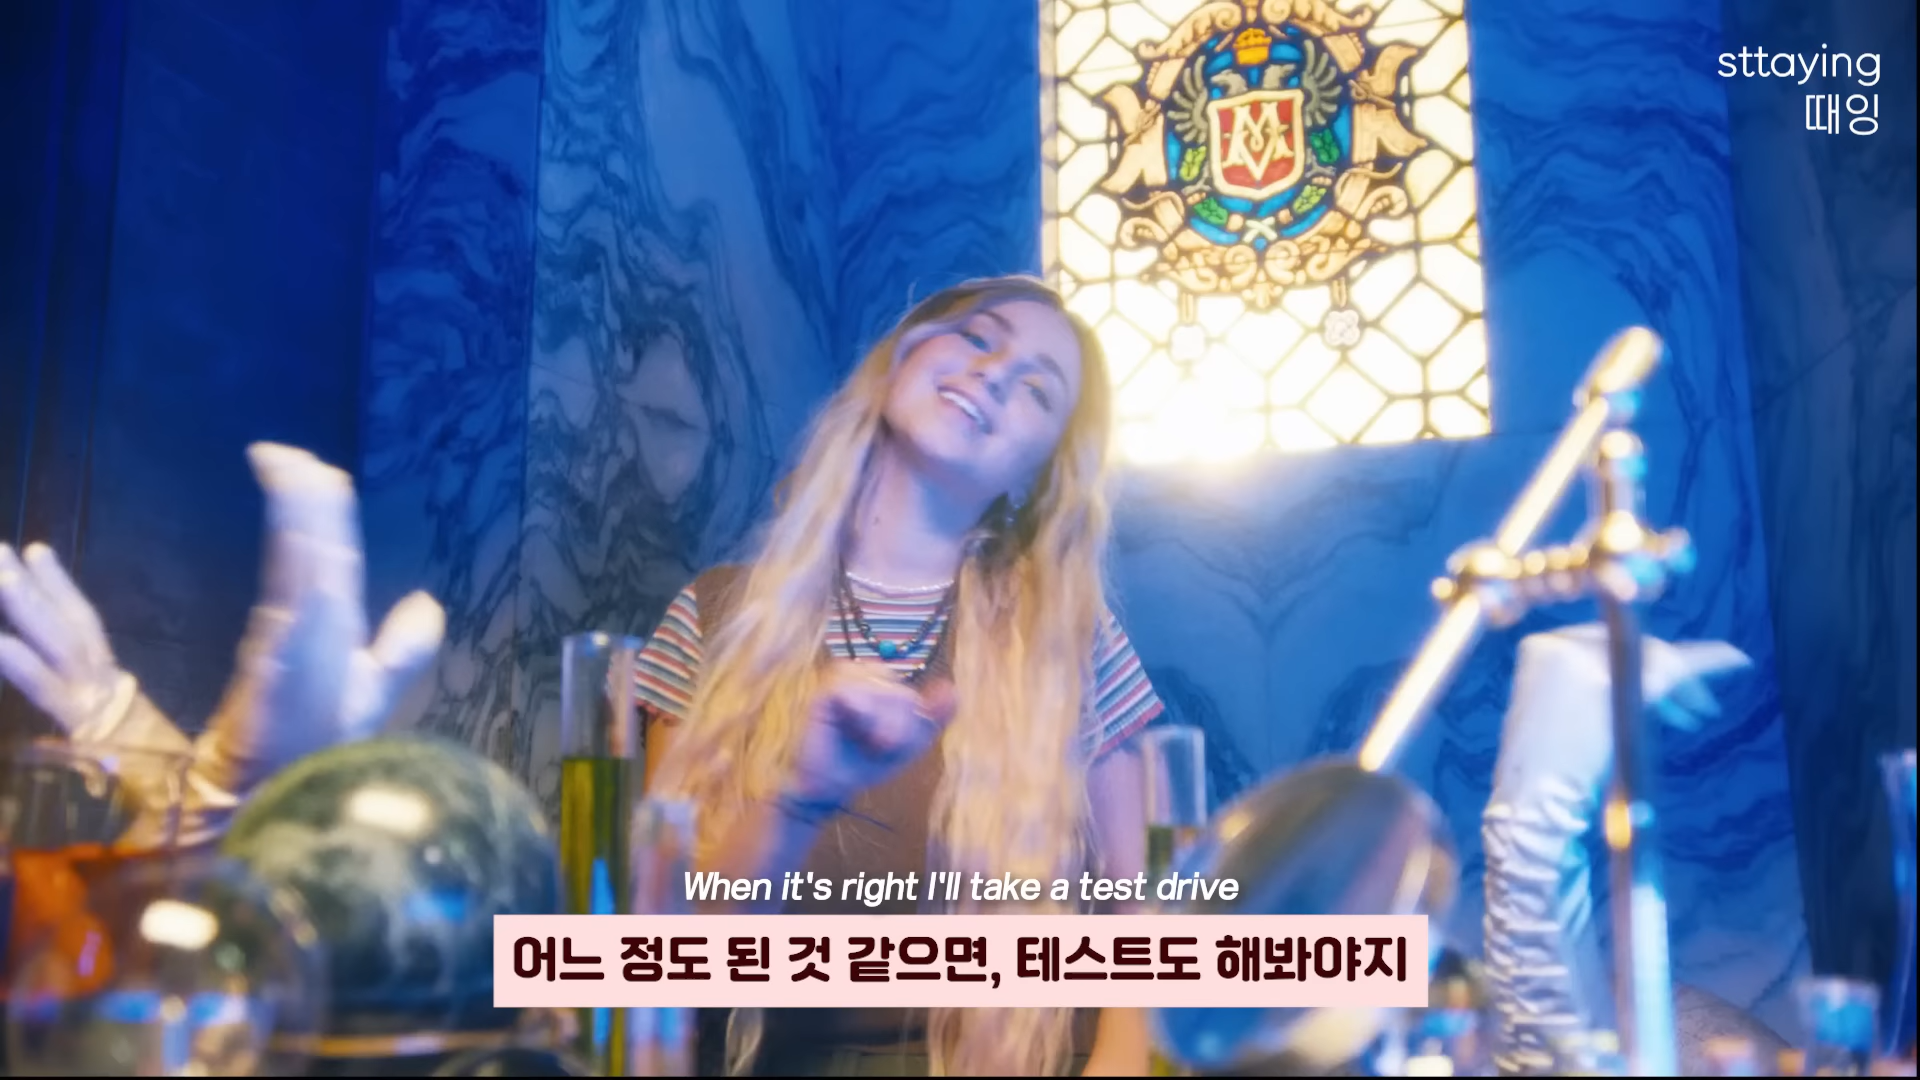 sttaying
때잉
When it's right I'll take a test drive
어느 정도 된 것 같으면, 테스트도 해봐야지